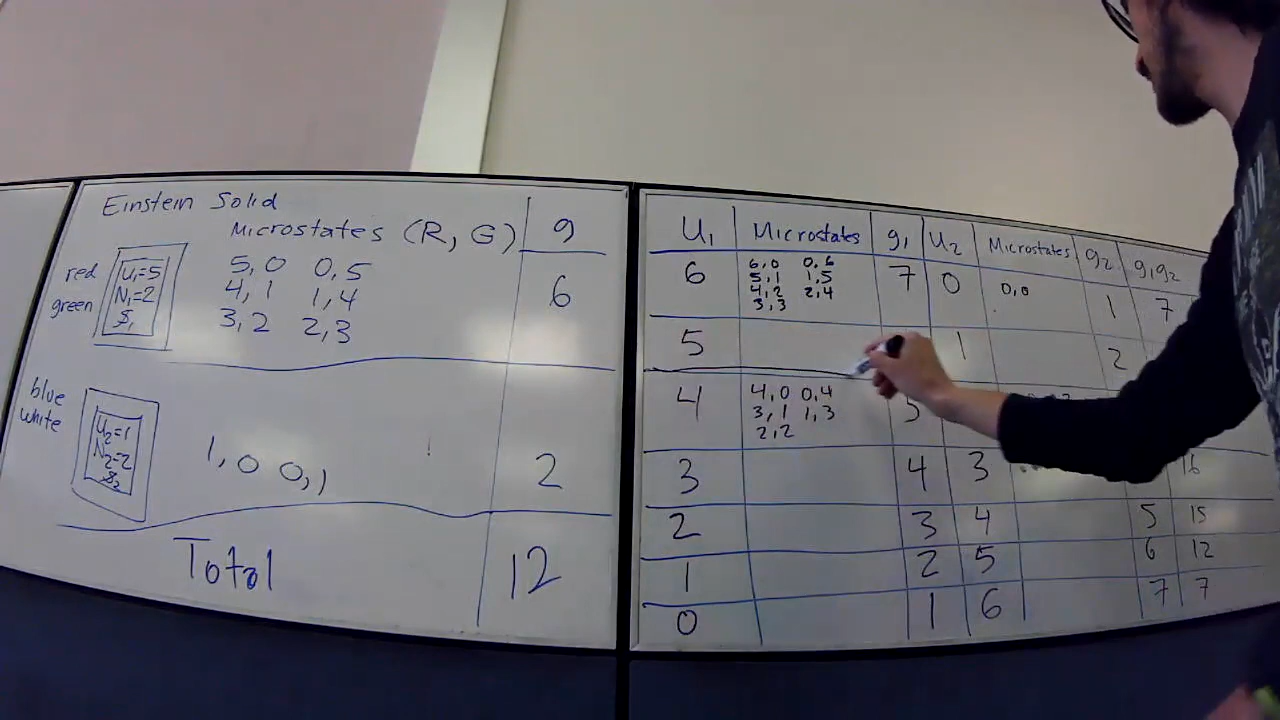 Einstein Solid
Microstates (R, G) g
red
green
U₁=5
N₁=2
S₁
5,0 0,5
4,1 1,4
3,2 2,3
6
blue
white
U₂=1
N₂=2
S₂
1,0 0,1
2
Total 12
U₁ Microstates g₁ U₂ Microstates g₂ g₁g₂
6 6,0 0,6 7 0 0,0 1 7
5,1 1,5
4,2 2,4
3,3
5 1 2
4 4,0 0,4 5
3,1 1,3
2,2
3 4 3 16
2 3 4 5 15
1 2 5 6 12
0 1 6 7 7